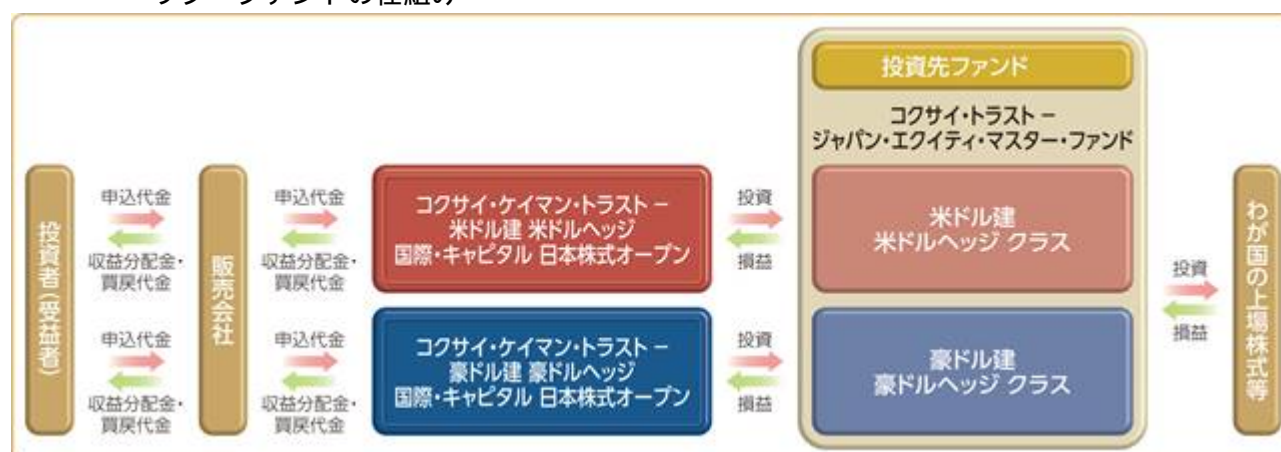 投資先ファンド
コクサイ・トラスト－
ジャパン・エクイティ・マスター・ファンド
投資者(受益者)
申込代金
収益分配金・
買戻代金
申込代金
収益分配金・
買戻代金
販売会社
申込代金
収益分配金・
買戻代金
申込代金
収益分配金・
買戻代金
コクサイ・ケイマン・トラスト－
米ドル建 米ドルヘッジ
国際・キャピタル 日本株式オープン
コクサイ・ケイマン・トラスト－
豪ドル建 豪ドルヘッジ
国際・キャピタル 日本株式オープン
投資
損益
投資
損益
米ドル建
米ドルヘッジ クラス
豪ドル建
豪ドルヘッジ クラス
投資
損益
わが国の上場株式等